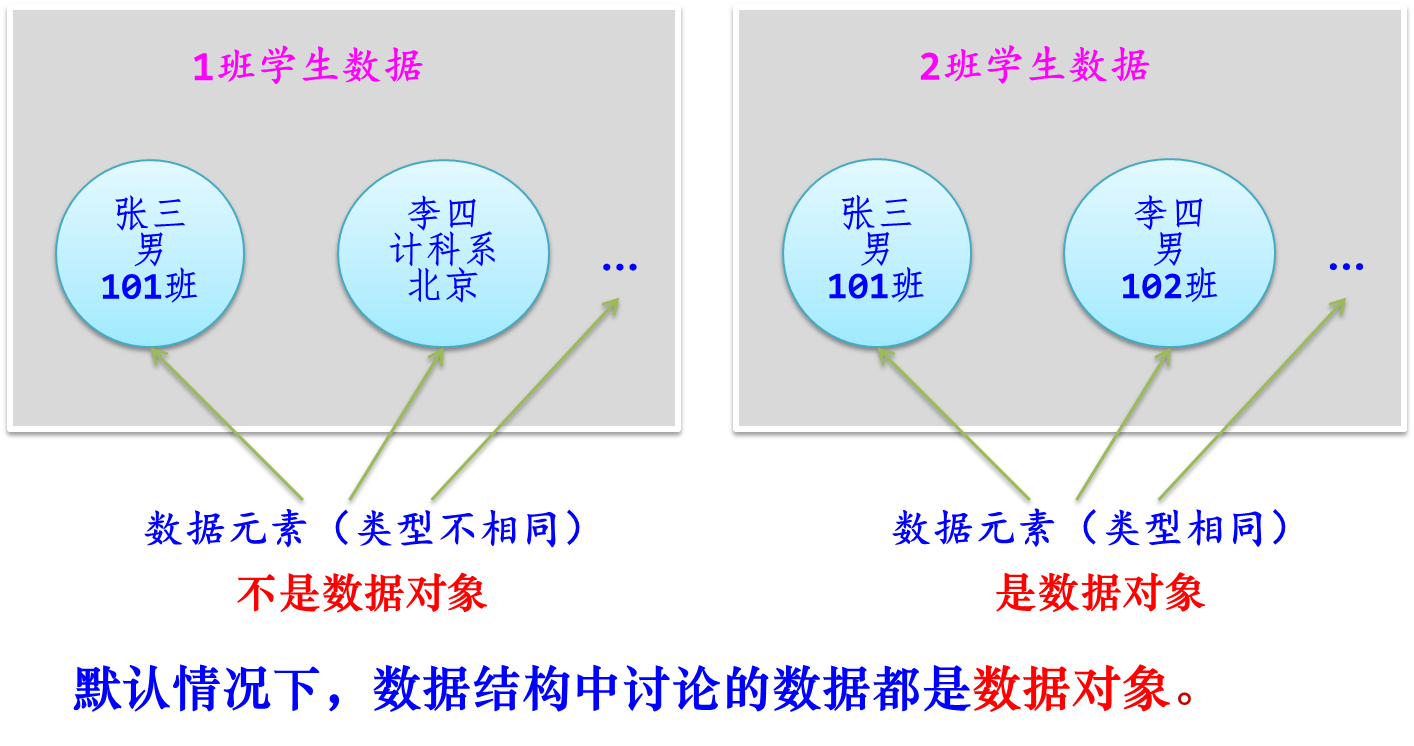 1班学生数据
张三
男
101班
李四
计科系
北京
…
数据元素（类型不相同）
不是数据对象
2班学生数据
张三
男
101班
李四
男
102班
…
数据元素（类型相同）
是数据对象
默认情况下，数据结构中讨论的数据都是数据对象。